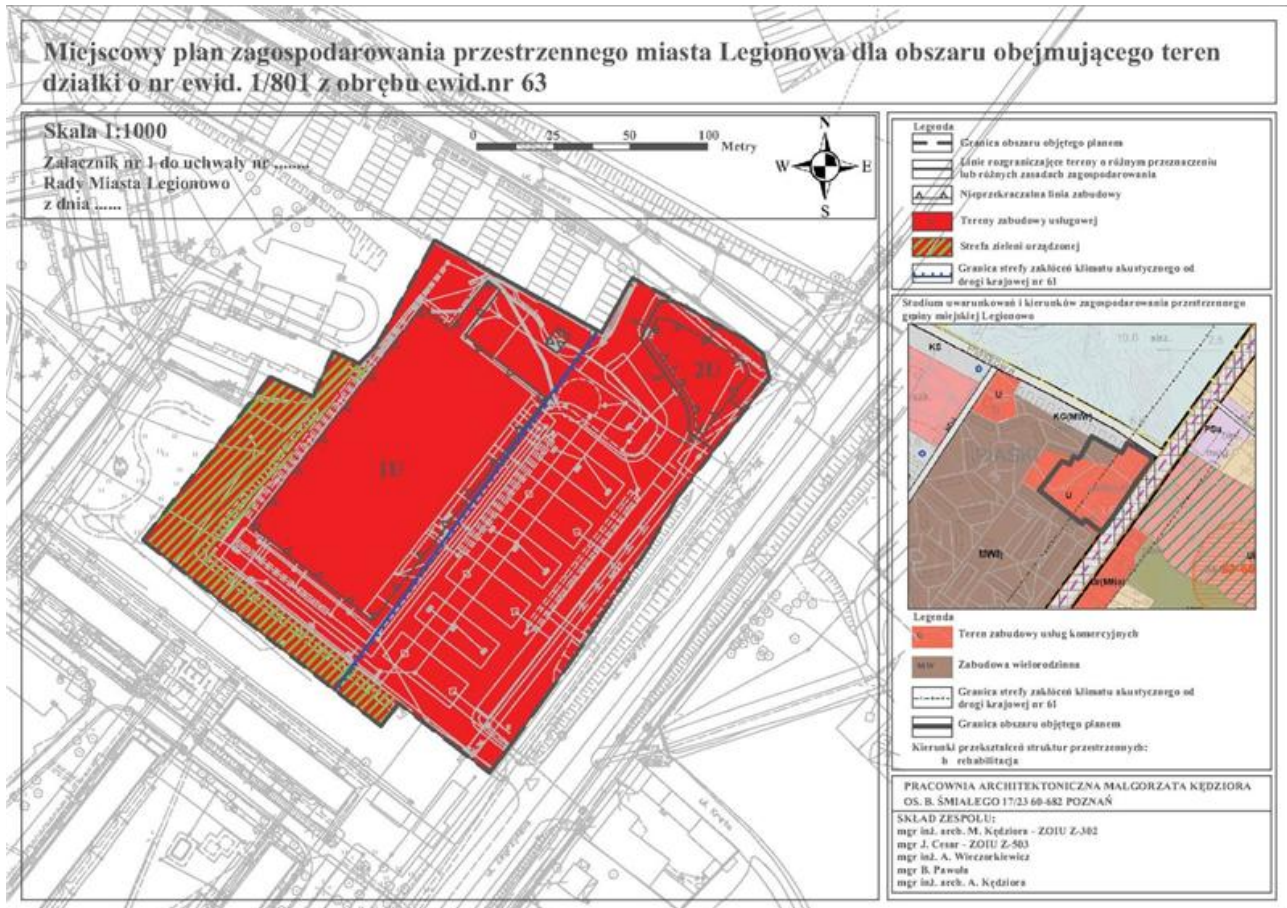 Miejscowy plan zagospodarowania przestrzennego miasta Legionowa dla obszaru obejmującego teren
działki o nr ewid. 1/801 z obrębu ewid.nr 63
Skala 1:1000
Załącznik nr 1 do uchwały nr ........
Rady Miasta Legionowo
z dnia ......
0 25 50 100
Metry
N
W E
S
1U
2U
ul. Kręta
Legenda
Granica obszaru objętego planem
Linie rozgraniczające tereny o różnym przeznaczeniu
lub różnych zasadach zagospodarowania
Nieprzekraczalna linia zabudowy
Tereny zabudowy usługowej
Strefa zieleni urządzonej
Granica strefy zakłóceń klimatu akustycznego od
drogi krajowej nr 61
Studium uwarunkowań i kierunków zagospodarowania przestrzennego
gminy miejskiej Legionowo
KS
U
KG(MW)
PIASKI
U
Legenda
Teren zabudowy usług komercyjnych
Zabudowa wielorodzinna
Granica strefy zakłóceń klimatu akustycznego od
drogi krajowej nr 61
Granica obszaru objętego planem
Kierunki przekształceń struktur przestrzennych:
h rehabilitacja
PRACOWNIA ARCHITEKTONICZNA MAŁGORZATA KĘDZIORA
OS. B. ŚMIAŁEGO 17/23 60-682 POZNAŃ
SKŁAD ZESPOŁU:
mgr inż. arch. M. Kędziora - ZOIU Z-302
mgr J. Cesar - ZOIU Z-503
mgr inż. A. Wieczorkiewicz
mgr B. Pawuła
mgr inż. arch. A. Kędziora